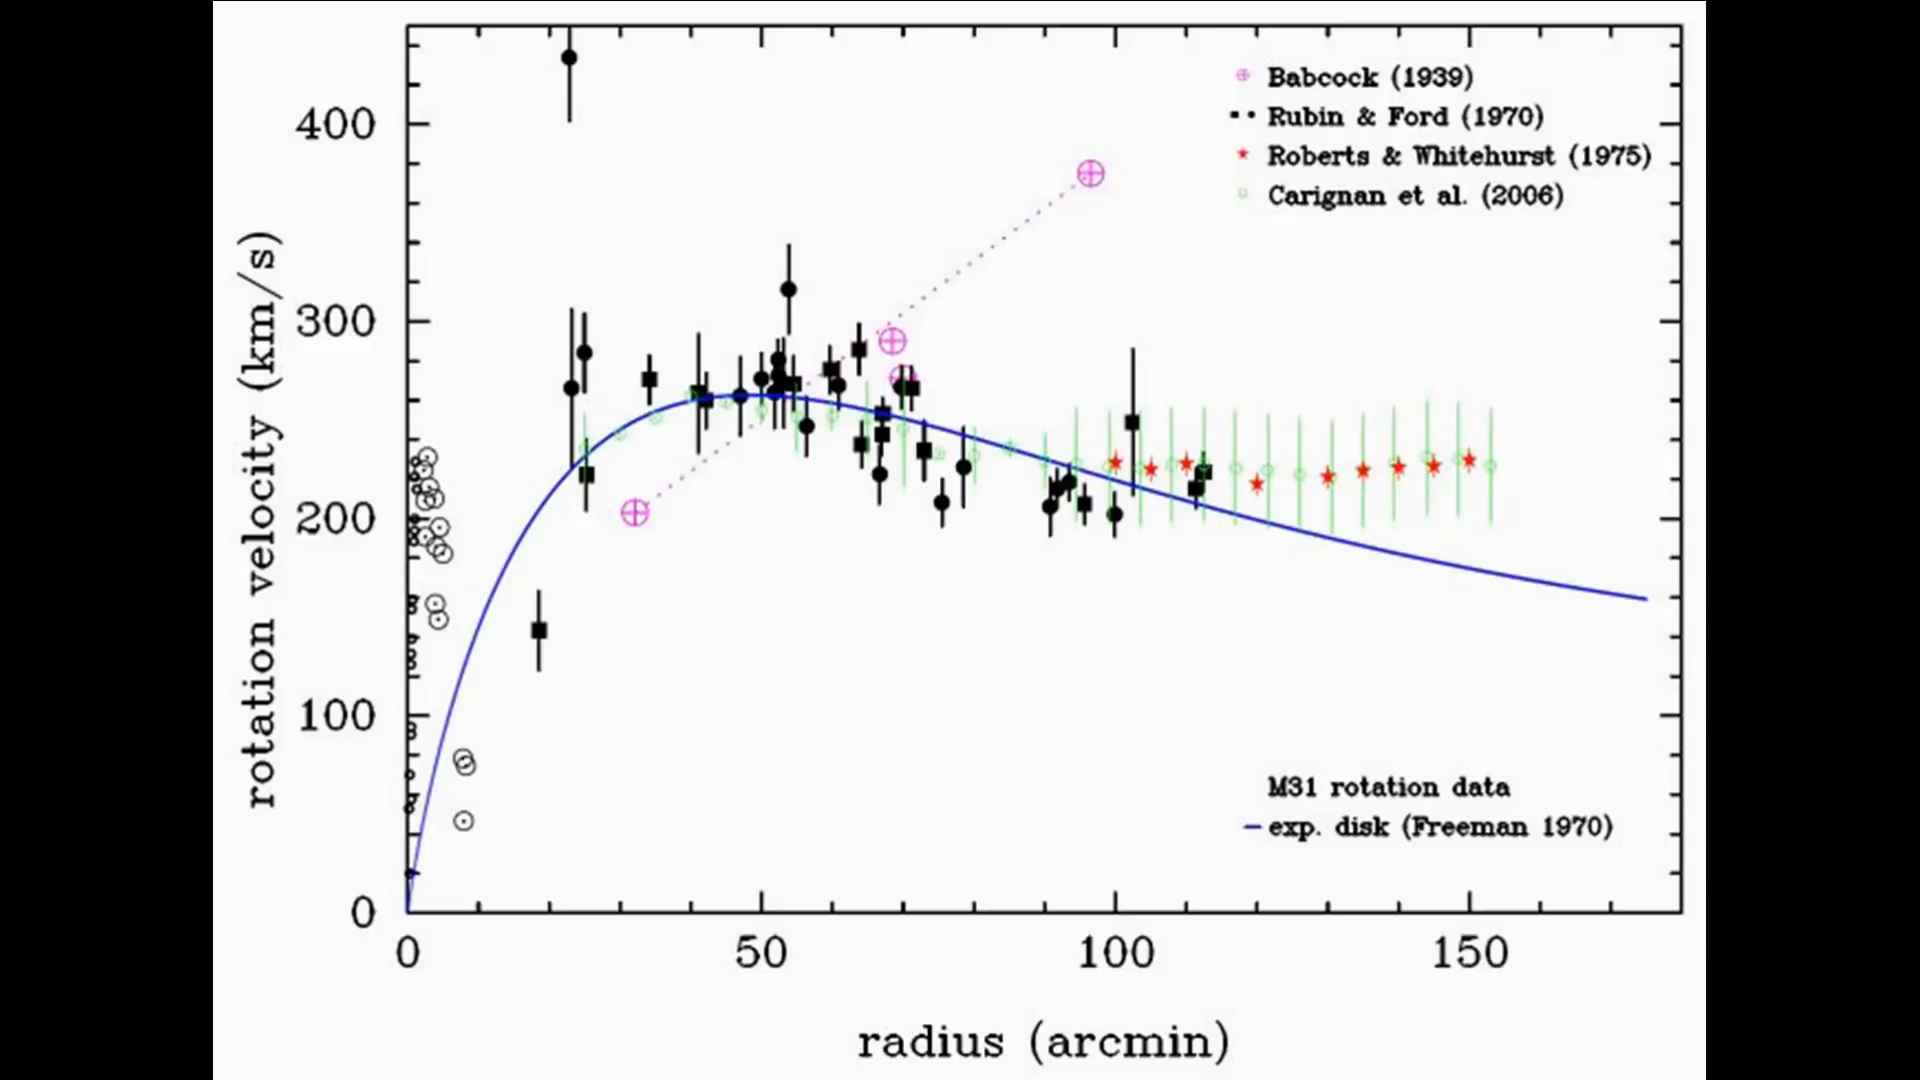 400
300
200
100
0
0
50
100
150
rotation velocity (km/s)
radius (arcmin)
Babcock (1939)
Rubin & Ford (1970)
Roberts & Whitehurst (1975)
Carignan et al. (2006)
M31 rotation data
exp. disk (Freeman 1970)